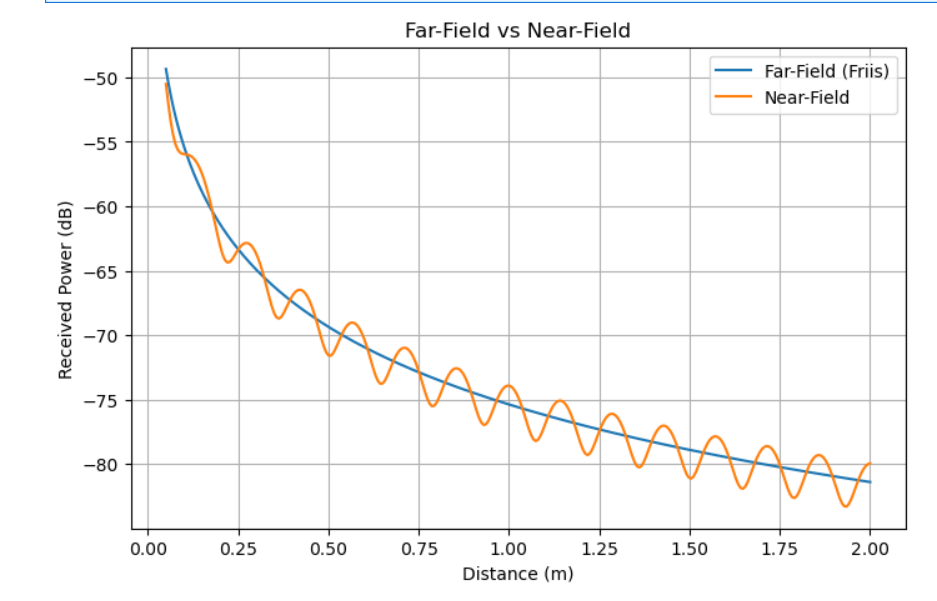 Far-Field vs Near-Field
Far-Field (Friis)
Near-Field
Received Power (dB)
−50
−55
−60
−65
−70
−75
−80
0.00 0.25 0.50 0.75 1.00 1.25 1.50 1.75 2.00
Distance (m)